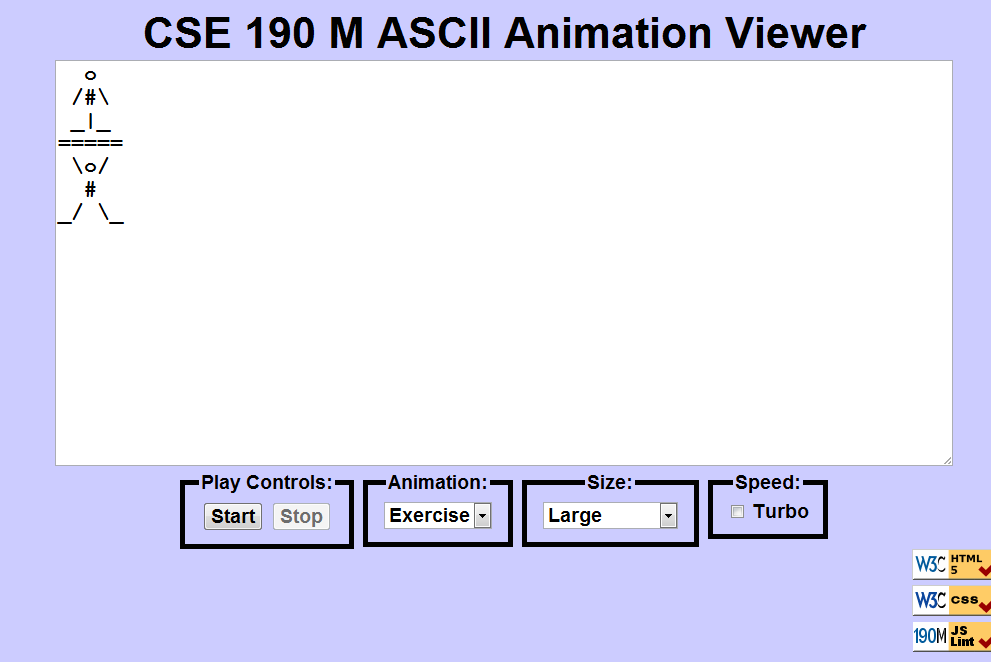 CSE 190 M ASCII Animation Viewer
  o
 /#\
 _|_
=====
 \o/
  #
_/ \_
Play Controls: Animation: Size: Speed:
Start Stop Exercise Large Turbo
W3C HTML 5
W3C css
190M JS Lint